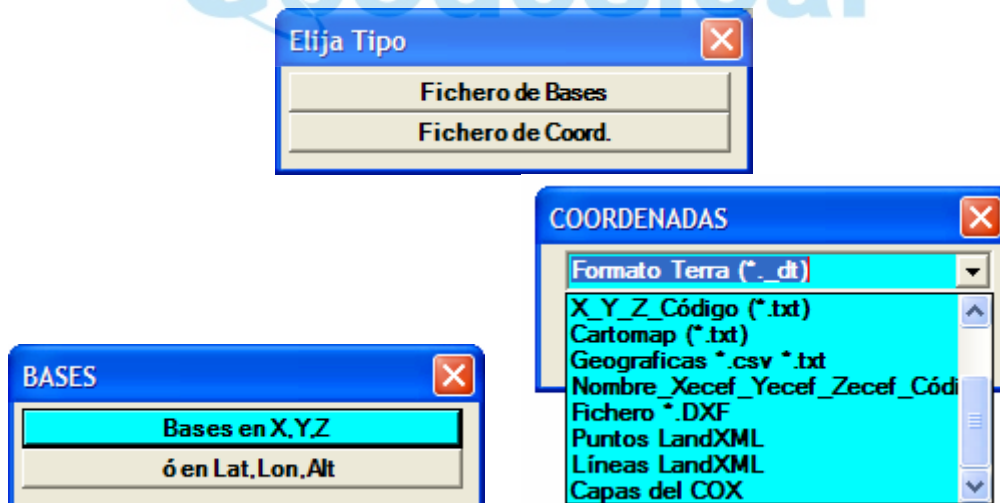 Elija Tipo
Fichero de Bases
Fichero de Coord.
COORDENADAS
Formato Terra (*._dt)
X_Y_Z_Código (*.txt)
Cartomap (*.txt)
Geograficas *.csv *.txt
Nombre_Xecef_Yecef_Zecef_Códi
Fichero *.DXF
Puntos LandXML
Líneas LandXML
Capas del COX
BASES
Bases en X,Y,Z
ó en Lat,Lon,Alt